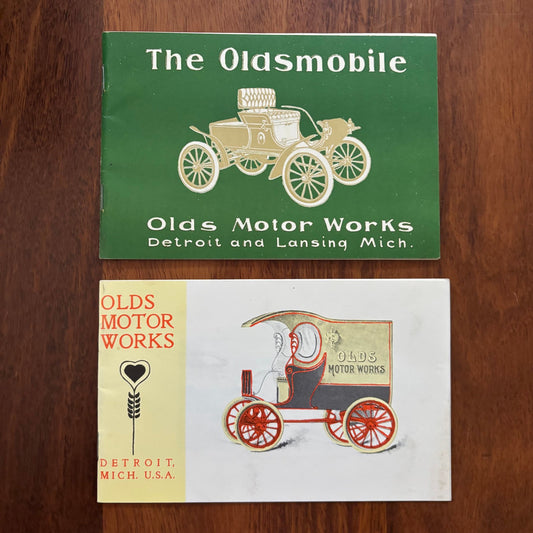 The Oldsmobile
Olds Motor Works
Detroit and Lansing Mich.
OLDS
MOTOR
WORKS
OLDS
MOTOR WORKS
DETROIT,
MICH. U.S.A.